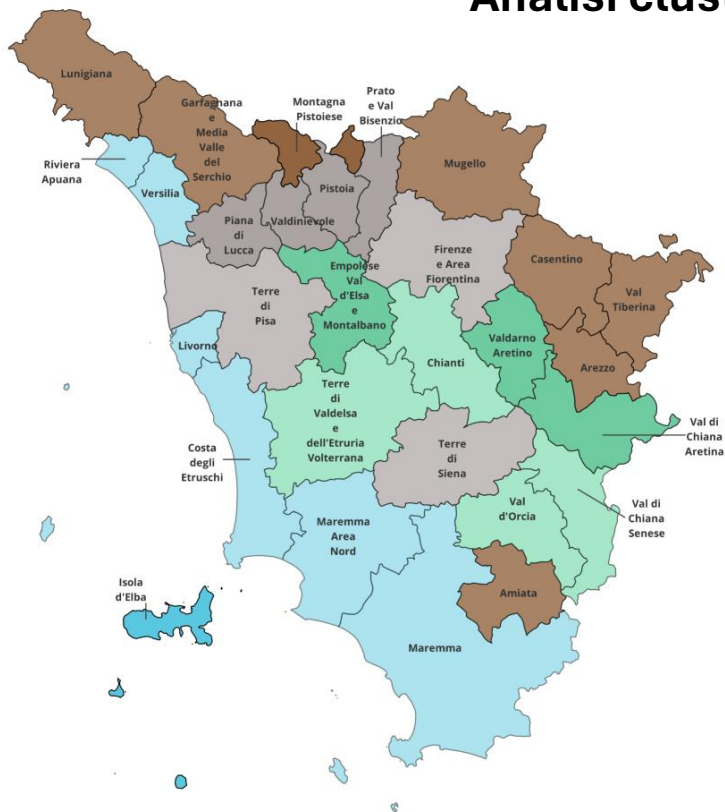 Analisi clus
Lunigiana
Garfagnana
e
Media
Valle
del
Serchio
Montagna
Pistoiese
Prato
e Val
Bisenzio
Mugello
Riviera
Apuana
Versilia
Pistoia
Piana
di
Lucca
Valdinievole
Firenze
e Area
Fiorentina
Casentino
Val
Tiberina
Empolese
Val
d'Elsa
e
Montalbano
Terre
di
Pisa
Livorno
Chianti
Valdarno
Aretino
Arezzo
Terre
di
Valdelsa
e
dell'Etruria
Volterrana
Val di
Chiana
Aretina
Costa
degli
Etruschi
Terre
di
Siena
Val
d'Orcia
Val di
Chiana
Senese
Maremma
Area
Nord
Isola
d'Elba
Amiata
Maremma